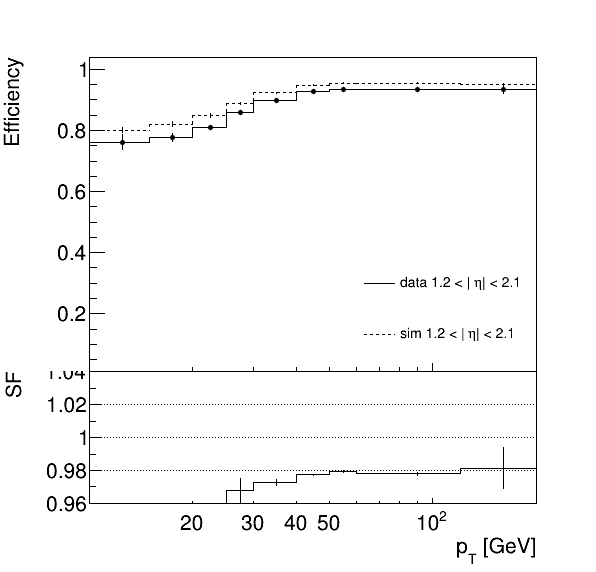 Efficiency
1
0.8
0.6
0.4
0.2
data 1.2 < | η| < 2.1
sim 1.2 < | η| < 2.1
SF
1.04
1.02
1
0.98
0.96
20 30 40 50 10²
p_T [GeV]